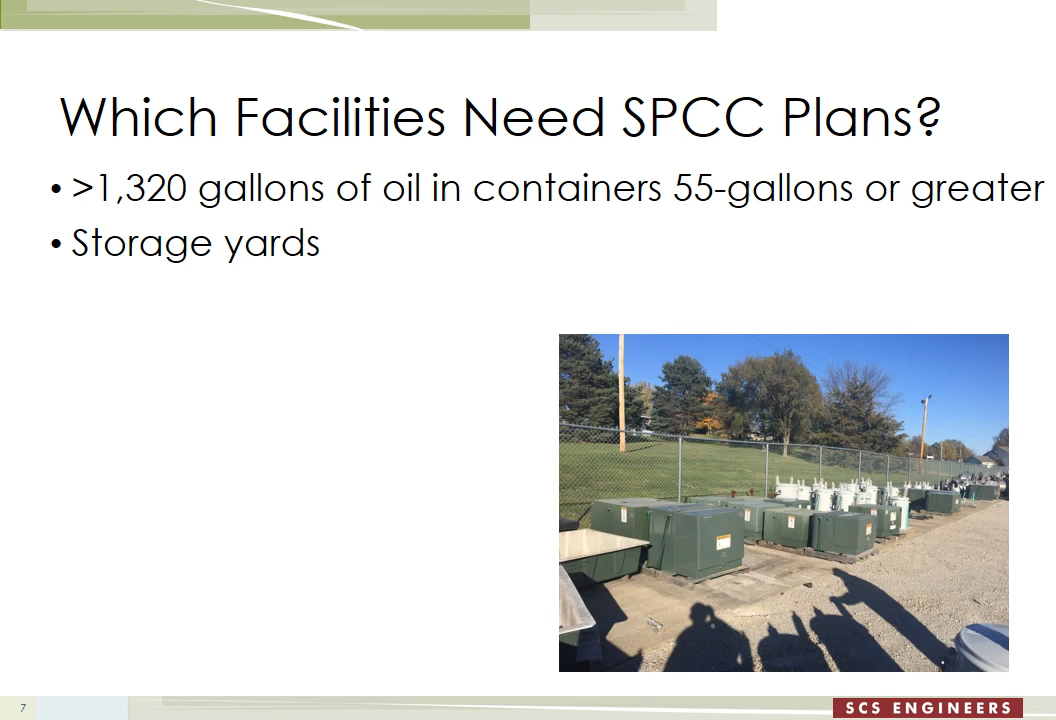 Which Facilities Need SPCC Plans?
• >1,320 gallons of oil in containers 55-gallons or greater
• Storage yards
7
SCS ENGINEERS